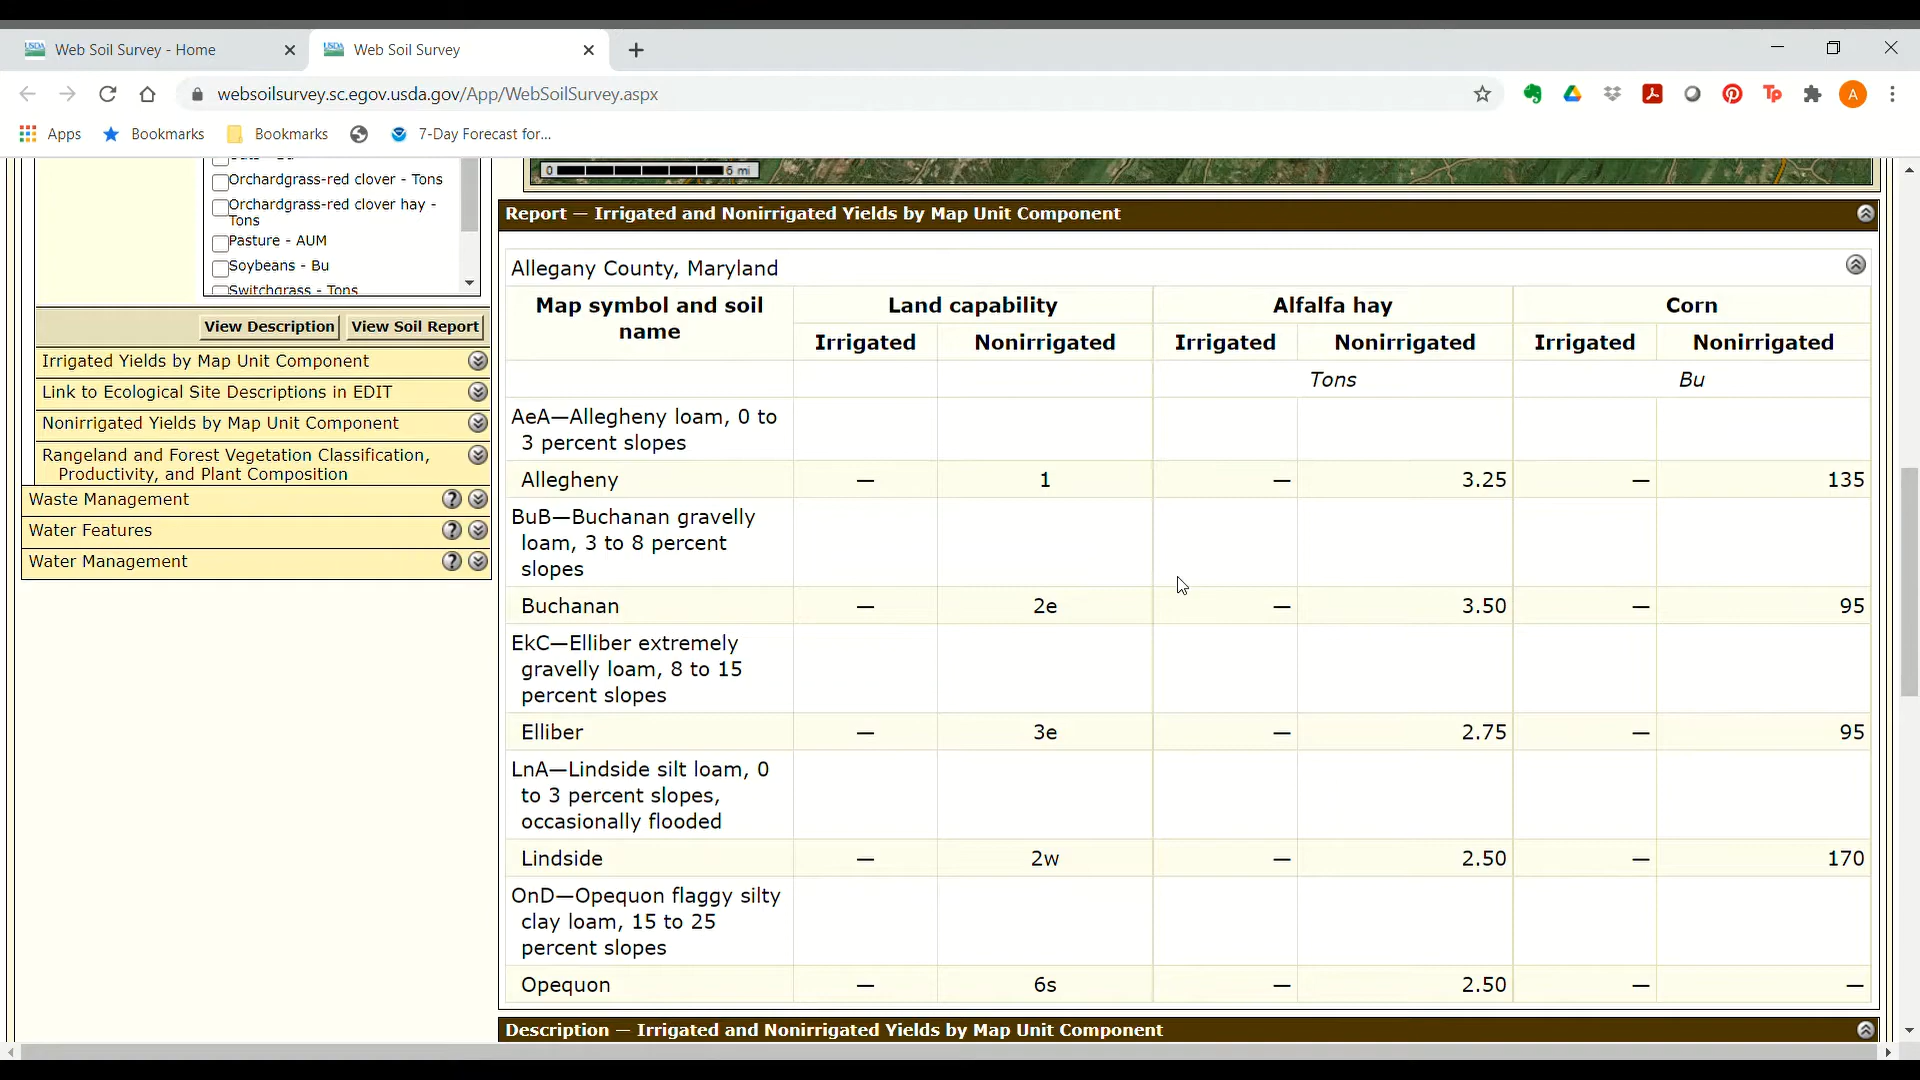 Web Soil Survey - Home
Web Soil Survey
websoilsurvey.sc.egov.usda.gov/App/WebSoilSurvey.aspx
A
Apps
Bookmarks
Bookmarks
7-Day Forecast for...
Orchardgrass-red clover - Tons
Orchardgrass-red clover hay -
Tons
Pasture - AUM
Soybeans - Bu
Switchgrass - Tons
View Description
View Soil Report
Irrigated Yields by Map Unit Component
Link to Ecological Site Descriptions in EDIT
Nonirrigated Yields by Map Unit Component
Rangeland and Forest Vegetation Classification,
Productivity, and Plant Composition
Waste Management ?
Water Features ?
Water Management ?
0 6 mi
Report — Irrigated and Nonirrigated Yields by Map Unit Component
Allegany County, Maryland
Map symbol and soil
name
Land capability Alfalfa hay Corn
Irrigated Nonirrigated Irrigated Nonirrigated Irrigated Nonirrigated
Tons Bu
AeA—Allegheny loam, 0 to
3 percent slopes
Allegheny — 1 — 3.25 — 135
BuB—Buchanan gravelly
loam, 3 to 8 percent
slopes
Buchanan — 2e — 3.50 — 95
EkC—Elliber extremely
gravelly loam, 8 to 15
percent slopes
Elliber — 3e — 2.75 — 95
LnA—Lindside silt loam, 0
to 3 percent slopes,
occasionally flooded
Lindside — 2w — 2.50 — 170
OnD—Opequon flaggy silty
clay loam, 15 to 25
percent slopes
Opequon — 6s — 2.50 — —
Description — Irrigated and Nonirrigated Yields by Map Unit Component